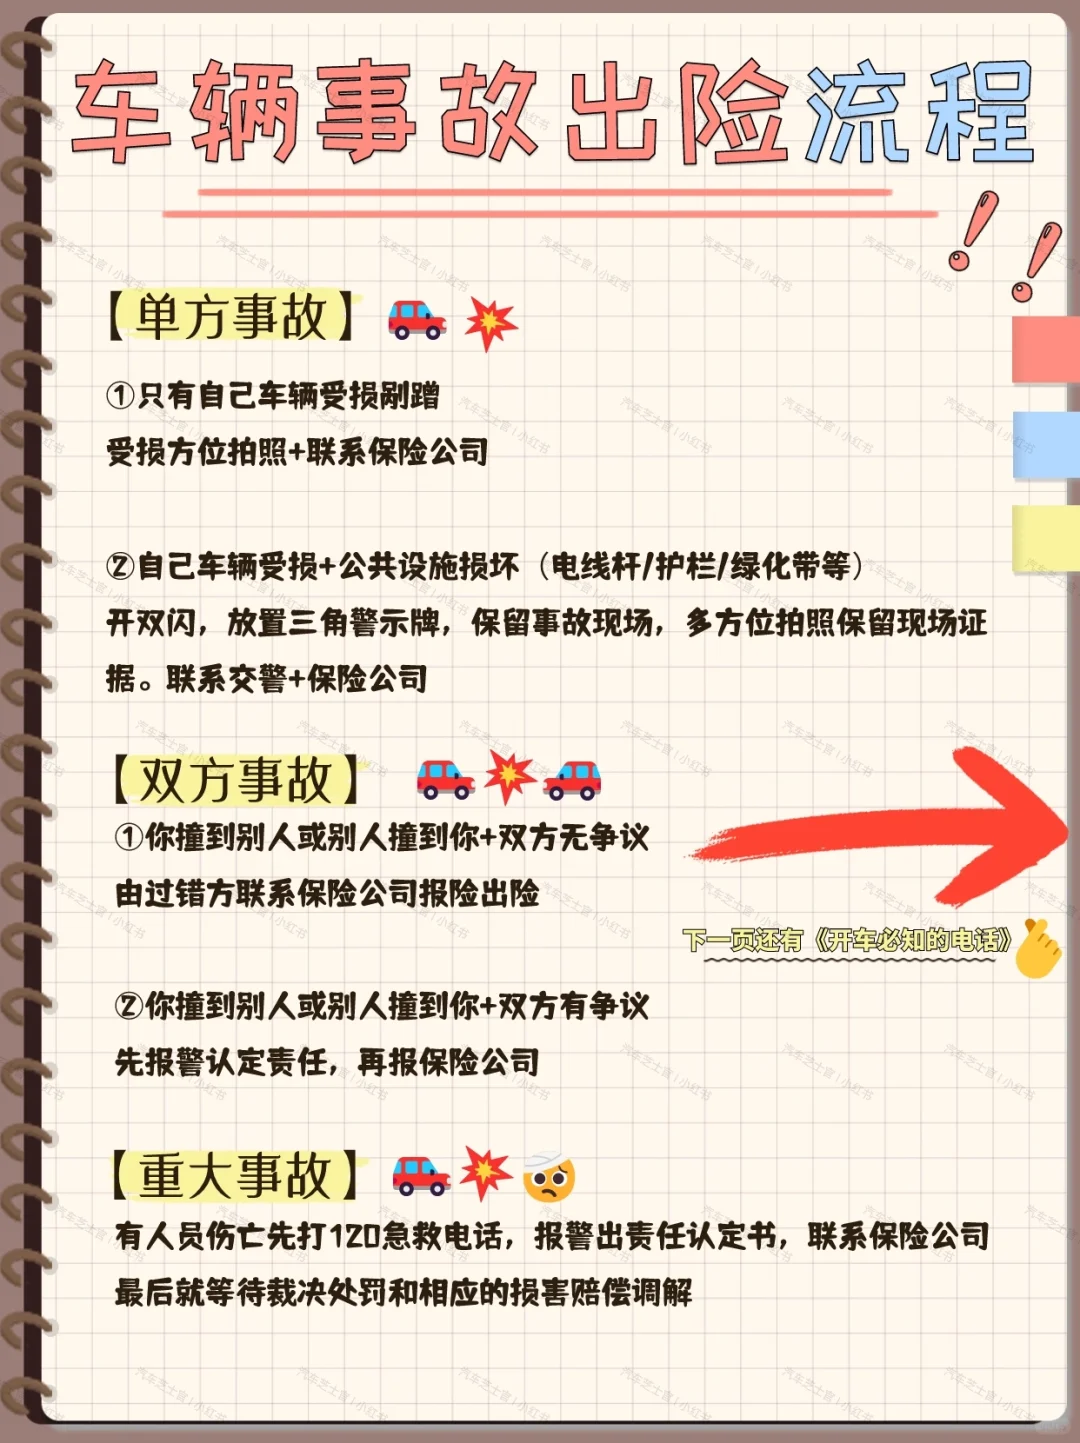 车辆事故出险流程
【单方事故】
①只有自己车辆受损剐蹭
受损方位拍照+联系保险公司
②自己车辆受损+公共设施损坏（电线杆/护栏/绿化带等）
开双闪，放置三角警示牌，保留事故现场，多方位拍照保留现场证
据。联系交警+保险公司
【双方事故】
①你撞到别人或别人撞到你+双方无争议
由过错方联系保险公司报险出险
下一页还有《开车必知的电话》
②你撞到别人或别人撞到你+双方有争议
先报警认定责任，再报保险公司
【重大事故】
有人员伤亡先打120急救电话，报警出责任认定书，联系保险公司
最后就等待裁决处罚和相应的损害赔偿调解
汽车芝士官 | 小红书